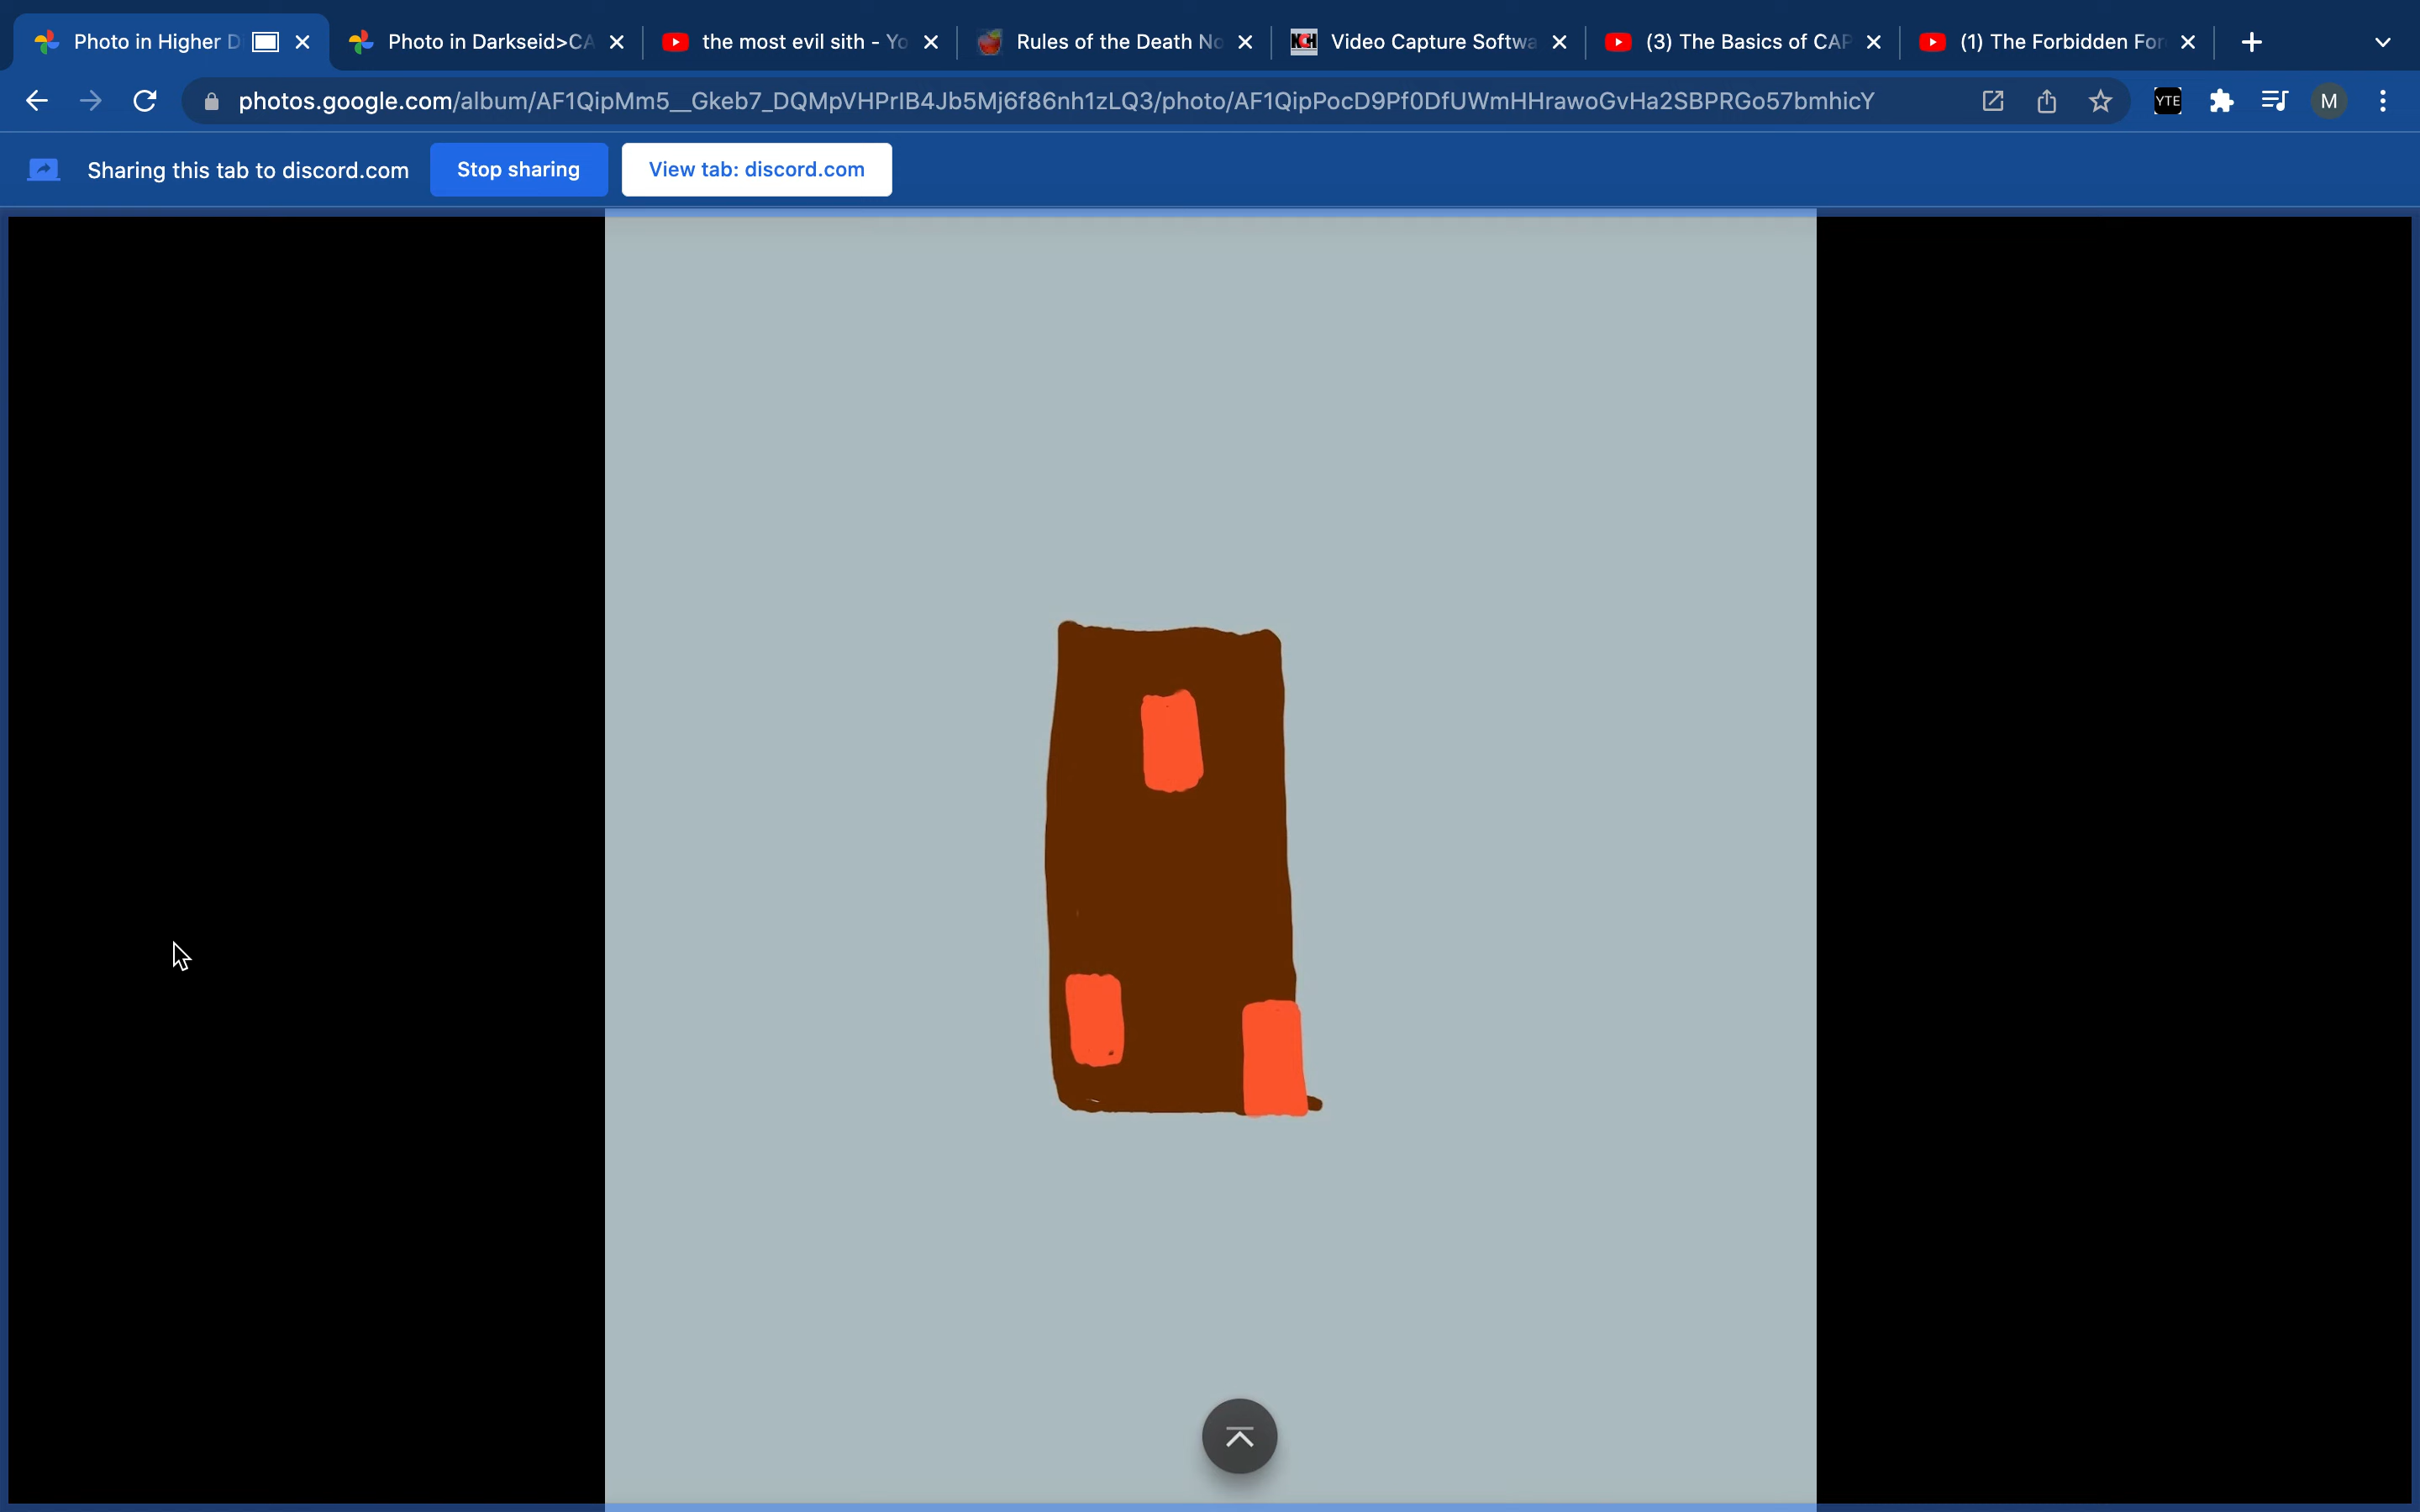 Photo in Higher D
Photo in Darkseid>CA
the most evil sith - Yo
Rules of the Death No
NCH
Video Capture Softwa
(3) The Basics of CAP
(1) The Forbidden For
photos.google.com/album/AF1QipMm5__Gkeb7_DQMpVHPrIB4Jb5Mj6f86nh1zLQ3/photo/AF1QipPocD9Pf0DfUWmHHrawoGvHa2SBPRGo57bmhicY
YTE
M
Sharing this tab to discord.com
Stop sharing
View tab: discord.com